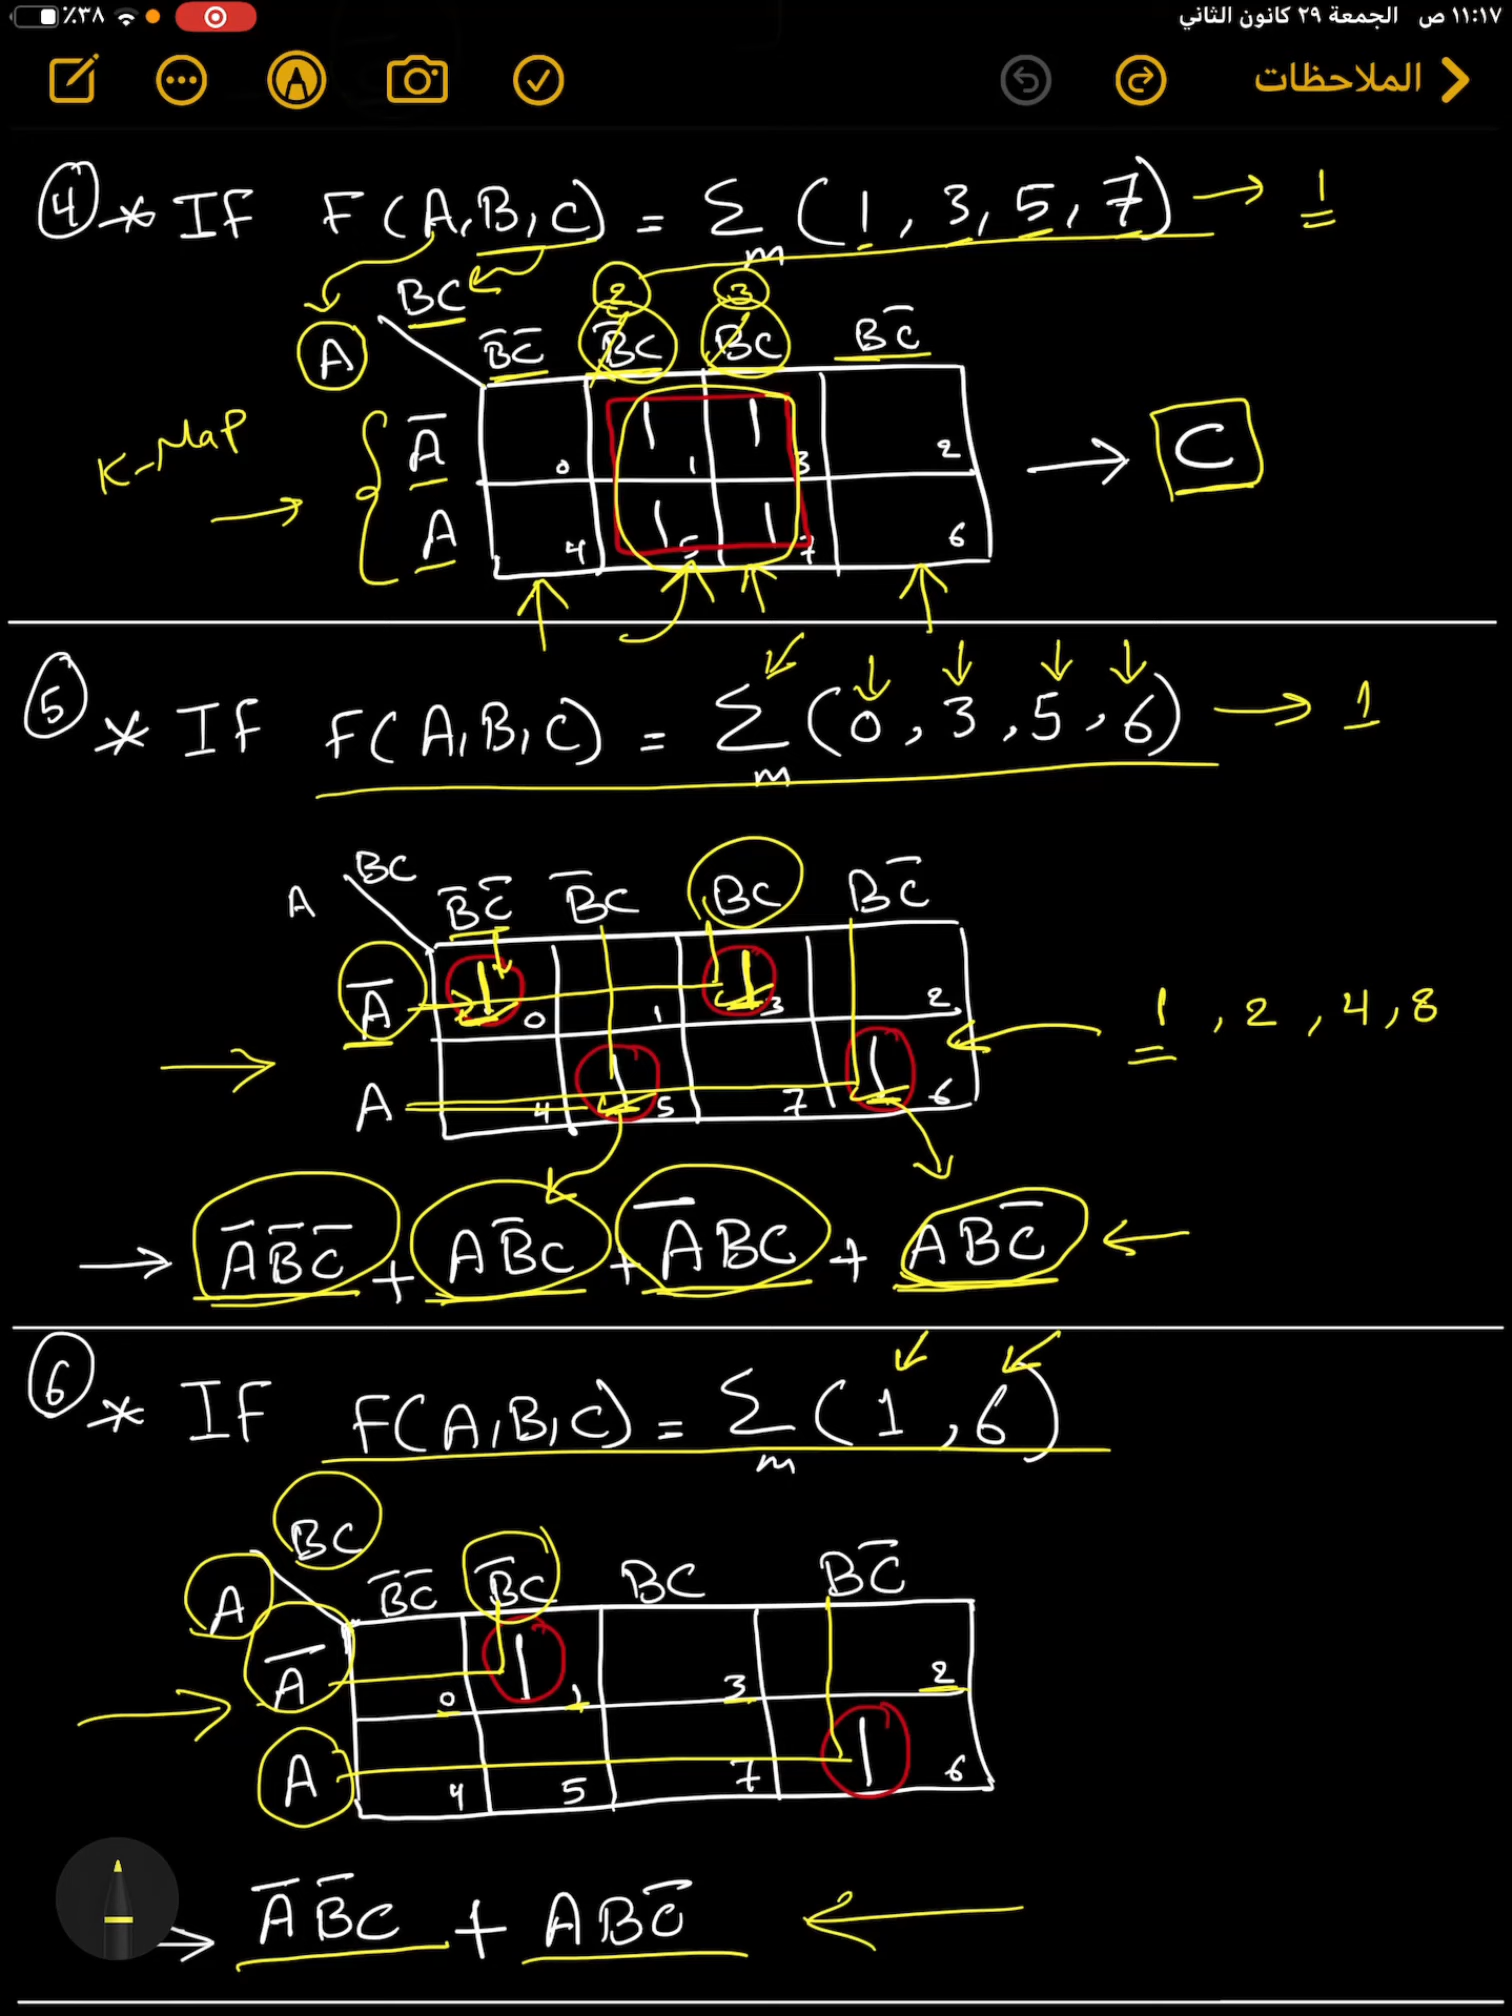 ١١:١٧ ص الجمعة ٢٩ كانون الثاني ٪٣٨
الملاحظات
④ * IF F(A,B,C) = Σm (1, 3, 5, 7) → 1
2 3
A BC B̄C̄ B̄C BC BC̄
K-Map → Ā 1 1 0 1 3 2 → C
A 1 1 4 5 7 6
⑤ * IF F(A,B,C) = Σm (0, 3, 5, 6) → 1
A BC B̄C̄ B̄C BC BC̄
Ā 1 0 1 1 3 2 ← 1, 2, 4, 8
→ A 4 1 5 7 1 6
→ ĀB̄C̄ + AB̄C + ĀBC + ABC̄ ←
⑥ * IF F(A,B,C) = Σm (1, 6)
A BC B̄C̄ B̄C BC BC̄
→ Ā 0 1 1 3 2
A 4 5 7 1 6
→ ĀB̄C + ABC̄ ←